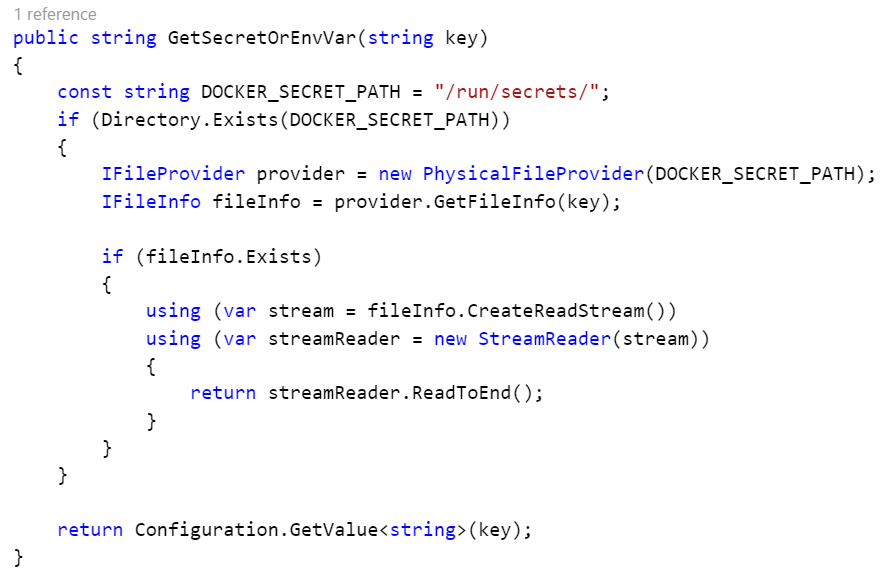 1 reference
public string GetSecretOrEnvVar(string key)
{
    const string DOCKER_SECRET_PATH = "/run/secrets/";
    if (Directory.Exists(DOCKER_SECRET_PATH))
    {
        IFileProvider provider = new PhysicalFileProvider(DOCKER_SECRET_PATH);
        IFileInfo fileInfo = provider.GetFileInfo(key);

        if (fileInfo.Exists)
        {
            using (var stream = fileInfo.CreateReadStream())
            using (var streamReader = new StreamReader(stream))
            {
                return streamReader.ReadToEnd();
            }
        }
    }

    return Configuration.GetValue<string>(key);
}